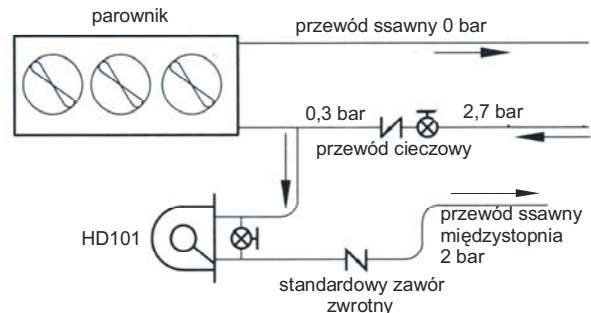 parownik
przewód ssawny 0 bar
0,3 bar
2,7 bar
przewód cieczowy
HD101
przewód ssawny
międzystopnia
2 bar
standardowy zawór
zwrotny